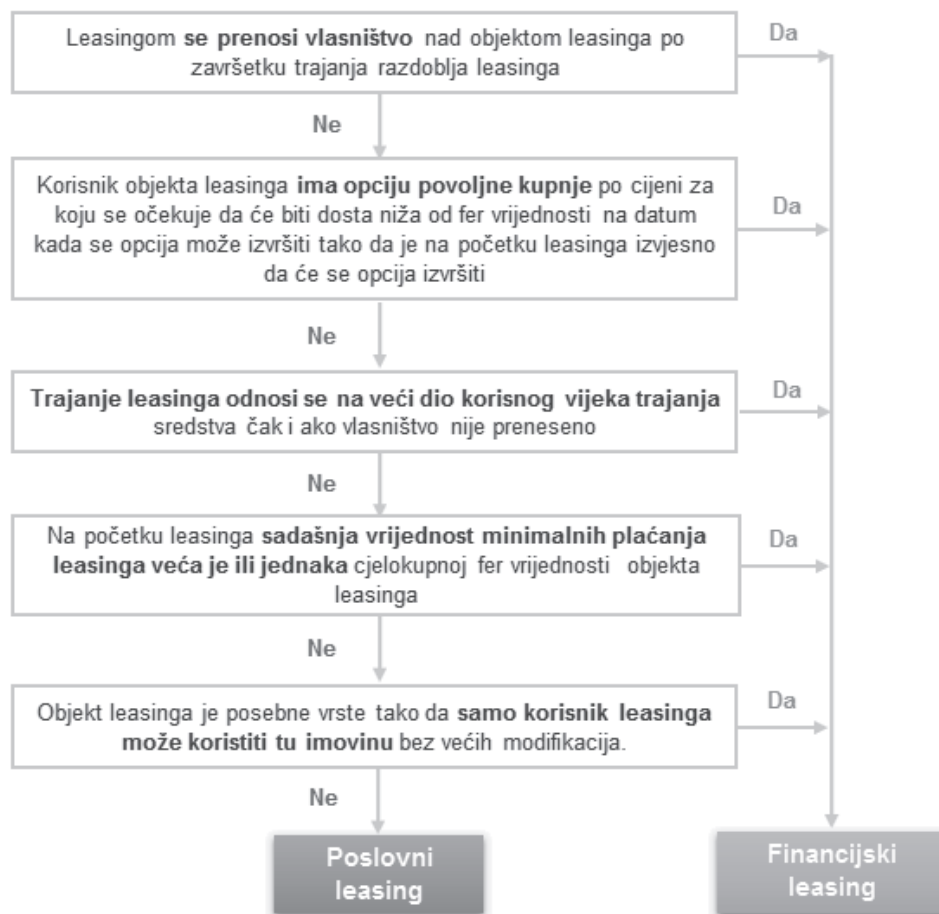 Leasingom se prenosi vlasništvo nad objektom leasinga po
završetku trajanja razdoblja leasinga
Da
Ne
Korisnik objekta leasinga ima opciju povoljne kupnje po cijeni za
koju se očekuje da će biti dosta niža od fer vrijednosti na datum
kada se opcija može izvršiti tako da je na početku leasinga izvjesno
da će se opcija izvršiti
Da
Ne
Trajanje leasinga odnosi se na veći dio korisnog vijeka trajanja
sredstva čak i ako vlasništvo nije preneseno
Da
Ne
Na početku leasinga sadašnja vrijednost minimalnih plaćanja
leasinga veća je ili jednaka cjelokupnoj fer vrijednosti objekta
leasinga
Da
Ne
Objekt leasinga je posebne vrste tako da samo korisnik leasinga
može koristiti tu imovinu bez većih modifikacija.
Da
Ne
Poslovni
leasing
Financijski
leasing